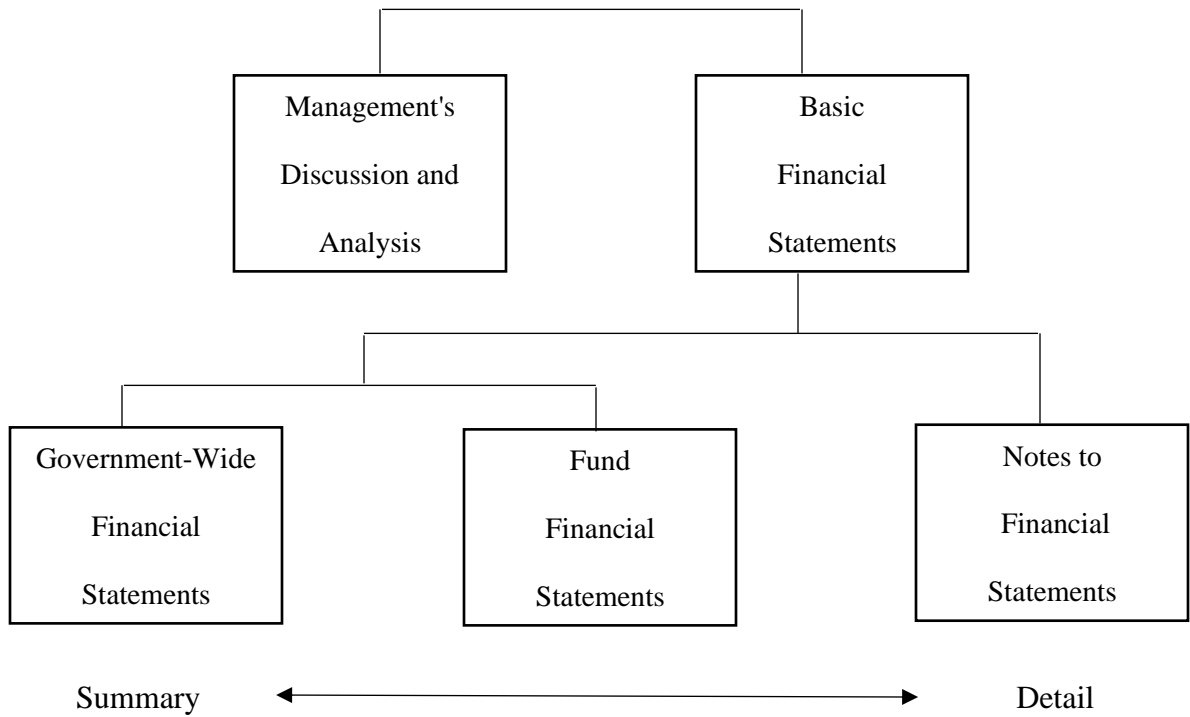 Management's
Discussion and
Analysis
Basic
Financial
Statements
Government-Wide
Financial
Statements
Fund
Financial
Statements
Notes to
Financial
Statements
Summary
Detail